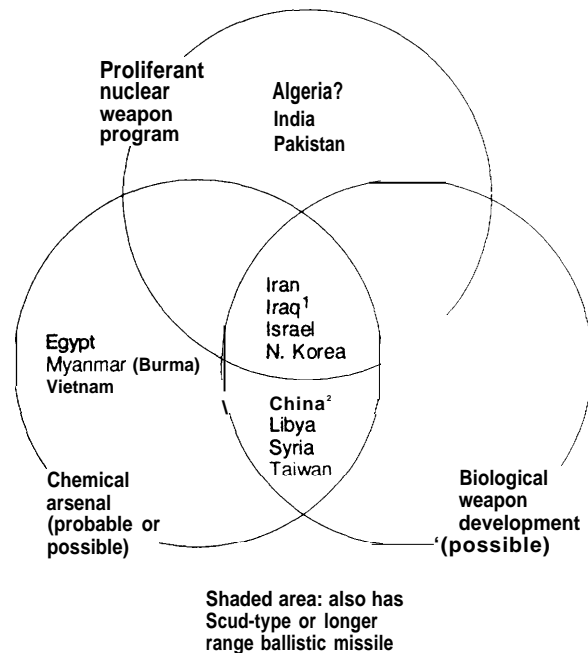 Proliferant
nuclear
weapon
program
Algeria?
India
Pakistan
Iran
Iraq¹
Israel
N. Korea
Egypt
Myanmar (Burma)
Vietnam
China²
Libya
Syria
Taiwan
Chemical
arsenal
(probable or
possible)
Biological
weapon
development
‘(possible)
Shaded area: also has
Scud-type or longer
range ballistic missile